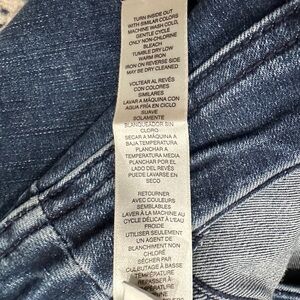 TURN INSIDE OUT
WITH SIMILAR COLORS
MACHINE WASH COLD,
GENTLE CYCLE
ONLY NON-CHLORINE
BLEACH
TUMBLE DRY LOW
WARM IRON
IRON ON REVERSE SIDE
MAY BE DRY CLEANED
VOLTEAR AL REVÉS
CON COLORES
SIMILARES
LAVAR A MÁQUINA CON
AGUA FRÍA EN CICLO
SUAVE
SOLAMENTE
BLANQUEADOR SIN
CLORO
SECAR A MÁQUINA A
BAJA TEMPERATURA
PLANCHAR A
TEMPERATURA MEDIA
PLANCHAR POR EL
LADO DEL REVÉS
PUEDE LAVARSE EN
SECO
RETOURNER
AVEC COULEURS
SEMBLABLES
LAVER À LA MACHINE AU
CYCLE DÉLICAT À L'EAU
FROIDE
UTILISER SEULEMENT
UN AGENT DE
BLANCHIMENT NON
CHLORÉ
SÉCHER PAR
CULBUTAGE À BASSE
TEMPÉRATURE
REPASSER À